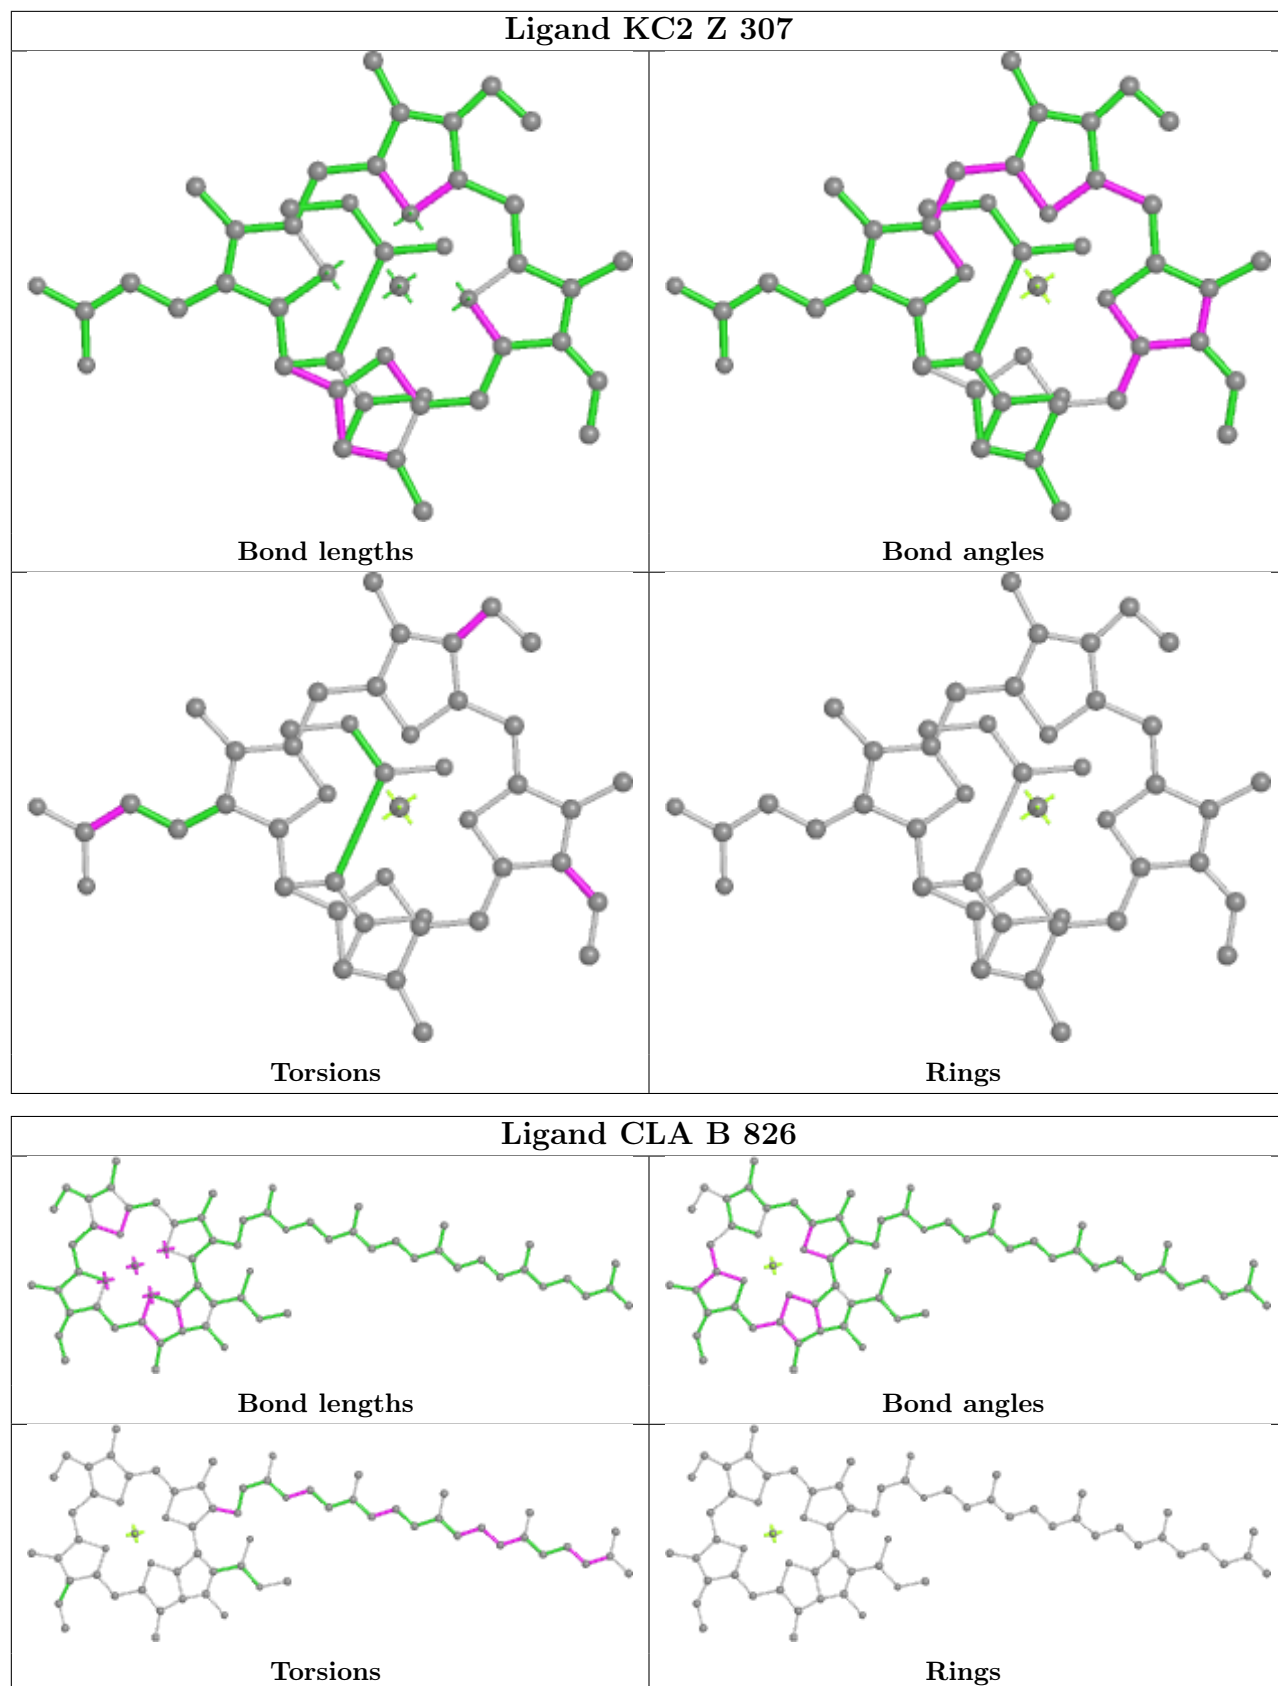 Ligand KC2 Z 307
Bond lengths
Bond angles
Torsions
Rings
Ligand CLA B 826
Bond lengths
Bond angles
Torsions
Rings